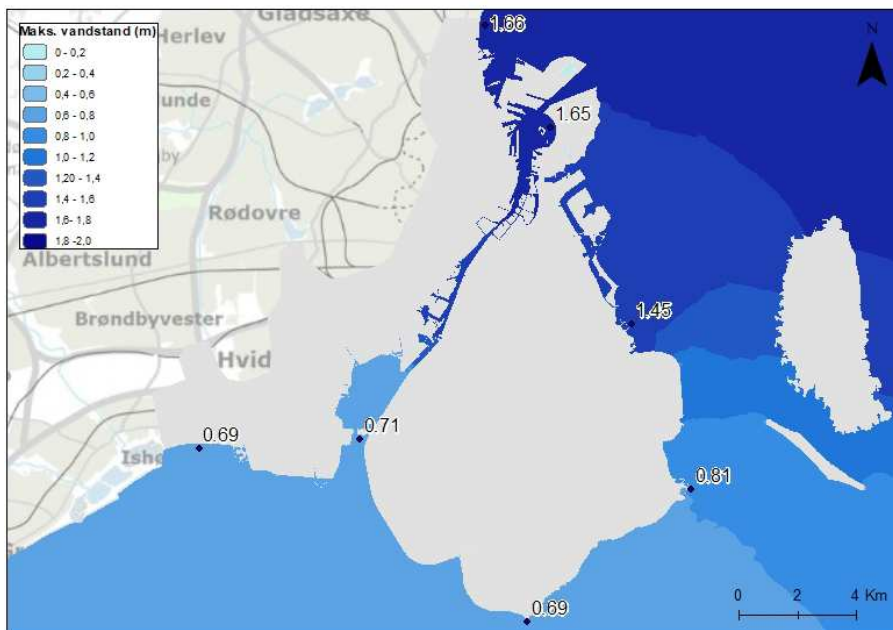 Maks. vandstand (m)
0 - 0,2
0,2 - 0,4
0,4 - 0,6
0,6 - 0,8
0,8 - 1,0
1,0 - 1,2
1,20 - 1,4
1,4 - 1,6
1,6- 1,8
1,8 -2,0
Gladsaxe
Herlev
1.66
N
1.65
Rødovre
Albertslund
Brøndbyvester
1.45
Hvid
0.69
0.71
Ishø
0.81
0.69
0 2 4 Km